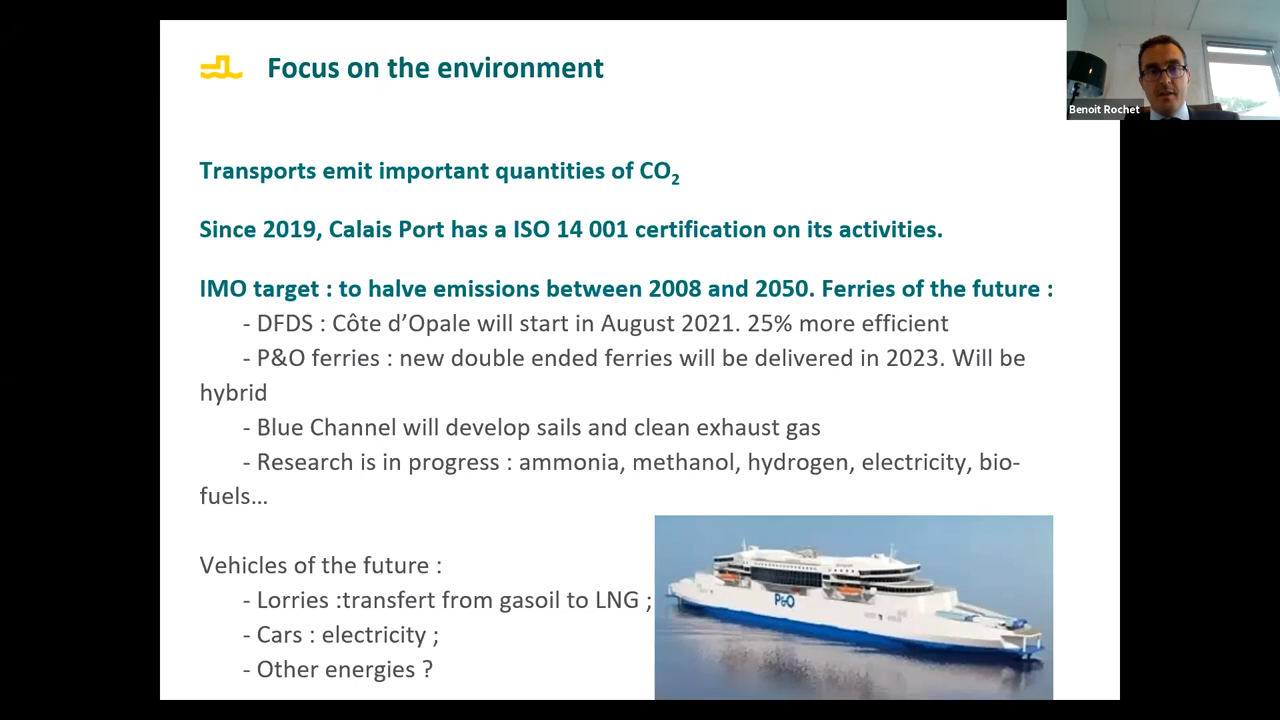 Focus on the environment
Benoit Rochet
Transports emit important quantities of CO₂
Since 2019, Calais Port has a ISO 14 001 certification on its activities.
IMO target : to halve emissions between 2008 and 2050. Ferries of the future :
- DFDS : Côte d’Opale will start in August 2021. 25% more efficient
- P&O ferries : new double ended ferries will be delivered in 2023. Will be
hybrid
- Blue Channel will develop sails and clean exhaust gas
- Research is in progress : ammonia, methanol, hydrogen, electricity, bio-
fuels…
Vehicles of the future :
- Lorries :transfert from gasoil to LNG ;
- Cars : electricity ;
- Other energies ?
P&O